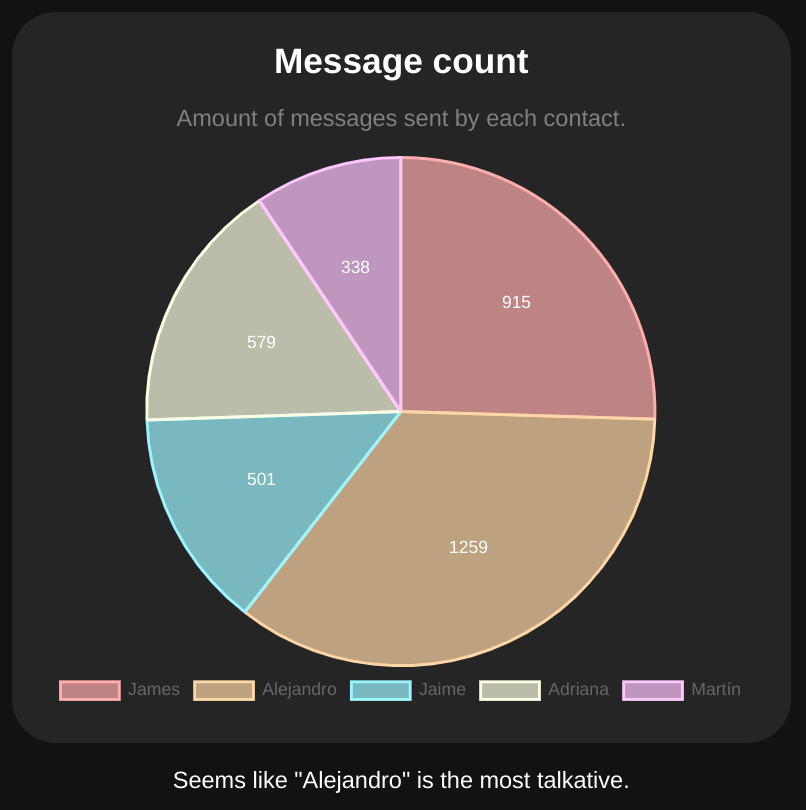 Message count
Amount of messages sent by each contact.
338
915
579
501
1259
James Alejandro Jaime Adriana Martín
Seems like "Alejandro" is the most talkative.